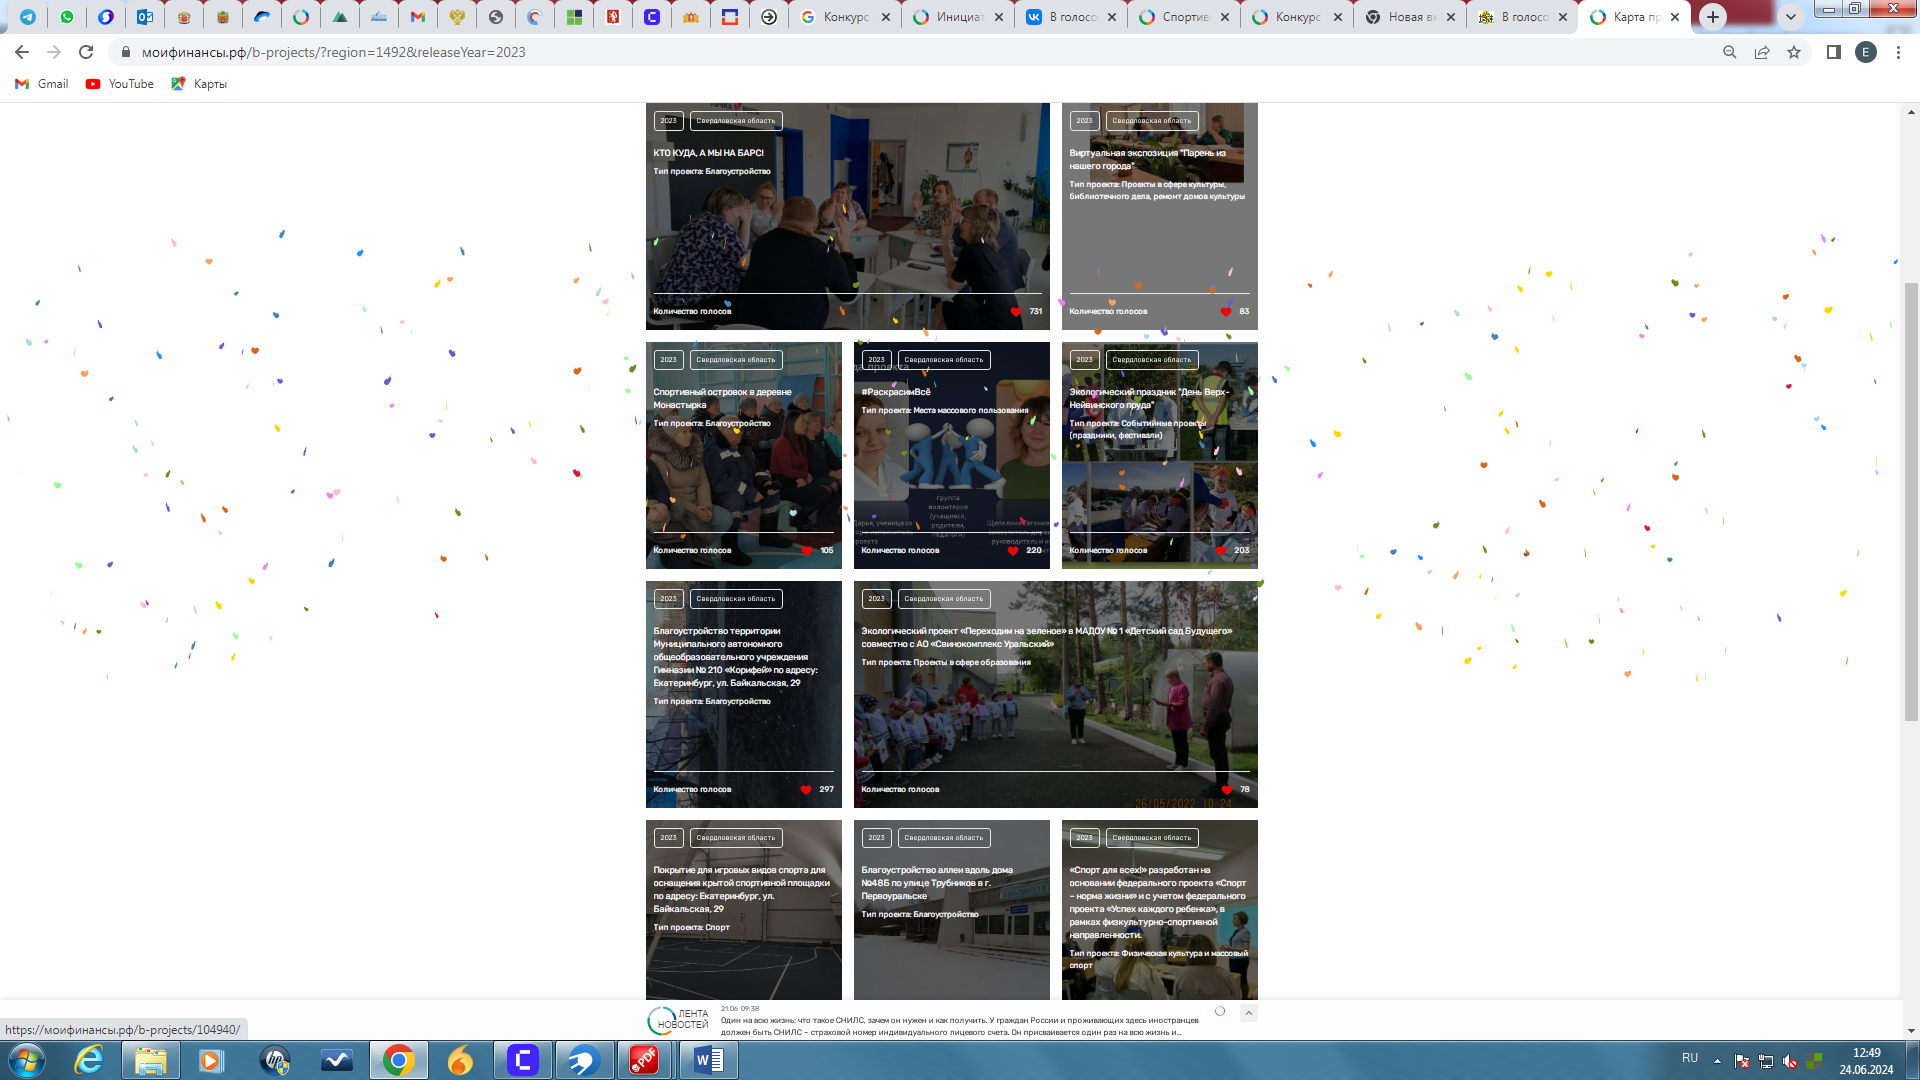 Конкурс
Инициат
В голосо
Спортив
Конкурс
Новая вк
В голосо
Карта пр
моифинансы.рф/b-projects/?region=1492&releaseYear=2023
E
Gmail
YouTube
Карты
2023
Свердловская область
КТО КУДА, А МЫ НА БАРС!
Тип проекта: Благоустройство
Количество голосов
731
2023
Свердловская область
Виртуальная экспозиция "Парень из
нашего города"
Тип проекта: Проекты в сфере культуры,
библиотечного дела, ремонт домов культуры
Количество голосов
83
2023
Свердловская область
Спортивный островок в деревне
Монастырка
Тип проекта: Благоустройство
Количество голосов
105
2023
Свердловская область
#РаскрасимВсё
Тип проекта: Места массового пользования
группа
волонтеров
(учащиеся,
родители,
педагоги)
Количество голосов
220
2023
Свердловская область
Экологический праздник "День Верх-
Нейвинского пруда"
Тип проекта: Событийные проекты
(праздники, фестивали)
Количество голосов
203
2023
Свердловская область
Благоустройство территории
Муниципального автономного
общеобразовательного учреждения
Гимназии № 210 «Корифей» по адресу:
Екатеринбург, ул. Байкальская, 29
Тип проекта: Благоустройство
Количество голосов
297
2023
Свердловская область
Экологический проект «Переходим на зеленое» в МАДОУ № 1 «Детский сад Будущего»
совместно с АО «Свинокомплекс Уральский»
Тип проекта: Проекты в сфере образования
Количество голосов
78
26/05/2022 10:24
2023
Свердловская область
Покрытие для игровых видов спорта для
оснащения крытой спортивной площадки
по адресу: Екатеринбург, ул.
Байкальская, 29
Тип проекта: Спорт
2023
Свердловская область
Благоустройство аллеи вдоль дома
№48Б по улице Трубников в г.
Первоуральске
Тип проекта: Благоустройство
2023
Свердловская область
«Спорт для всех!» разработан на
основании федерального проекта «Спорт
– норма жизни» и с учетом федерального
проекта «Успех каждого ребенка», в
рамках физкультурно-спортивной
направленности.
Тип проекта: Физическая культура и массовый
спорт
ЛЕНТА
НОВОСТЕЙ
21.06 09:38
Один на всю жизнь: что такое СНИЛС, зачем он нужен и как получить. У граждан России и проживающих здесь иностранцев
должен быть СНИЛС – страховой номер индивидуального лицевого счета. Он присваивается один раз на всю жизнь и...
https://моифинансы.рф/b-projects/104940/
RU
12:49
24.06.2024